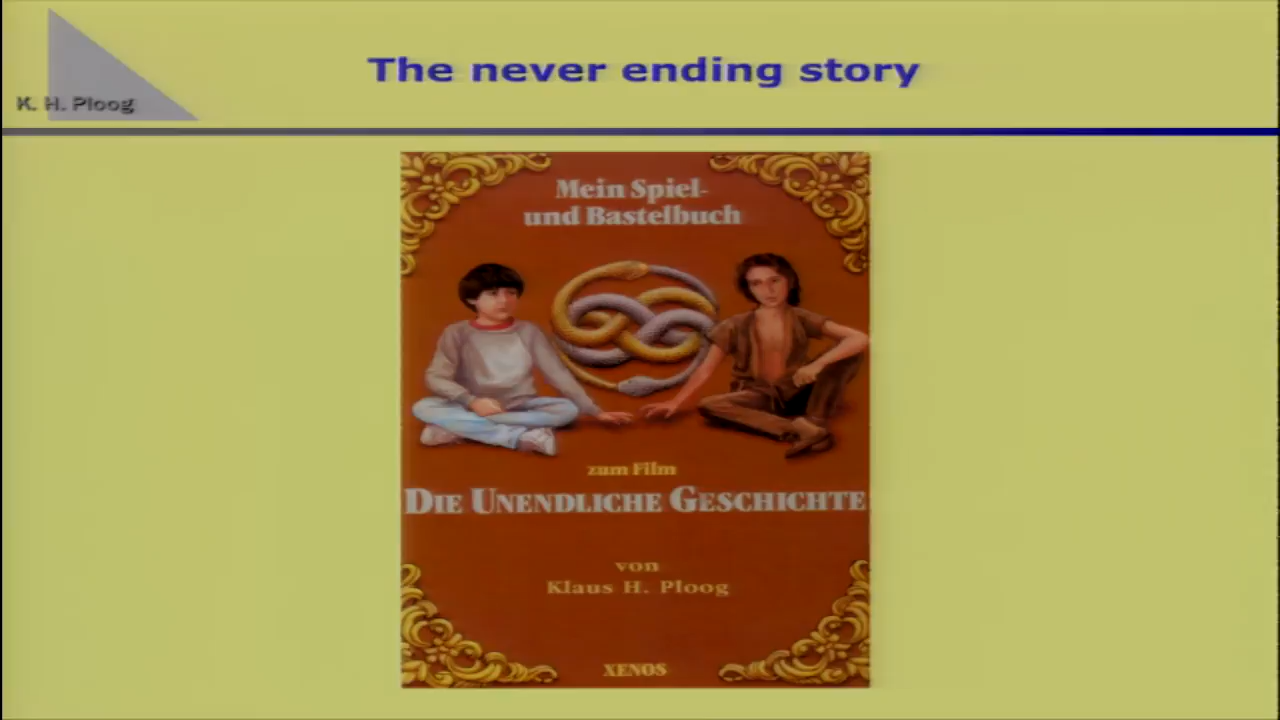 The never ending story
K. H. Ploog
Mein Spiel-
und Bastelbuch
zum Film
DIE UNENDLICHE GESCHICHTE
von
Klaus H. Ploog
XENOS